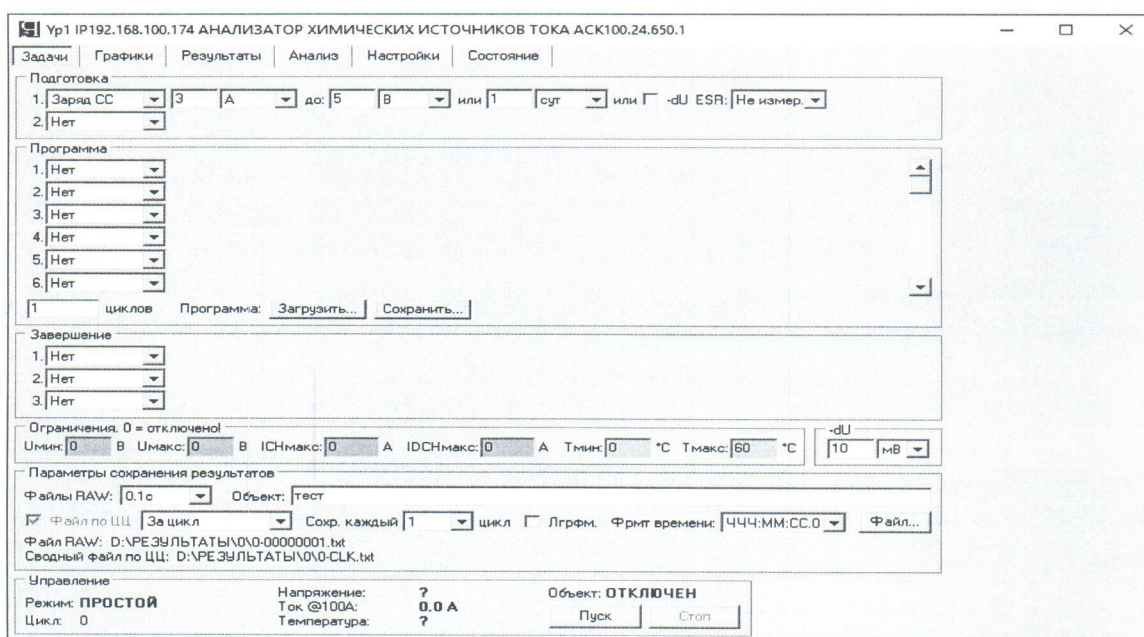 Yp1 IP192.168.100.174 АНАЛИЗАТОР ХИМИЧЕСКИХ ИСТОЧНИКОВ ТОКА АСК100.24.650.1
Задачи Графики Результаты Анализ Настройки Состояние
Подготовка
1. Заряд СС 3 А до: 5 В или 1 сут или -dU ESR: Не измер.
2. Нет
Программа
1. Нет
2. Нет
3. Нет
4. Нет
5. Нет
6. Нет
1 циклов Программа: Загрузить... Сохранить...
Завершение
1. Нет
2. Нет
3. Нет
Ограничения. 0 = отключено! -dU
Uмин: 0 В Uмакс: 0 В ICHмакс: 0 А IDCHмакс: 0 А Tмин: 0 °C Tмакс: 60 °C 10 мВ
Параметры сохранения результатов
Файлы RAW: 0.1с Объект: тест
Файл по ЦЦ За цикл Сохр. каждый 1 цикл Лгрфм. Фрмт времени: ЧЧЧ:ММ:СС.0 Файл...
Файл RAW: D:\РЕЗУЛЬТАТЫ\0\0-00000001.txt
Сводный файл по ЦЦ: D:\РЕЗУЛЬТАТЫ\0\0-CLK.txt
Управление
Напряжение: ? Объект: ОТКЛЮЧЕН
Режим: ПРОСТОЙ Ток @100А: 0.0 А
Цикл: 0 Температура: ? Пуск Стоп